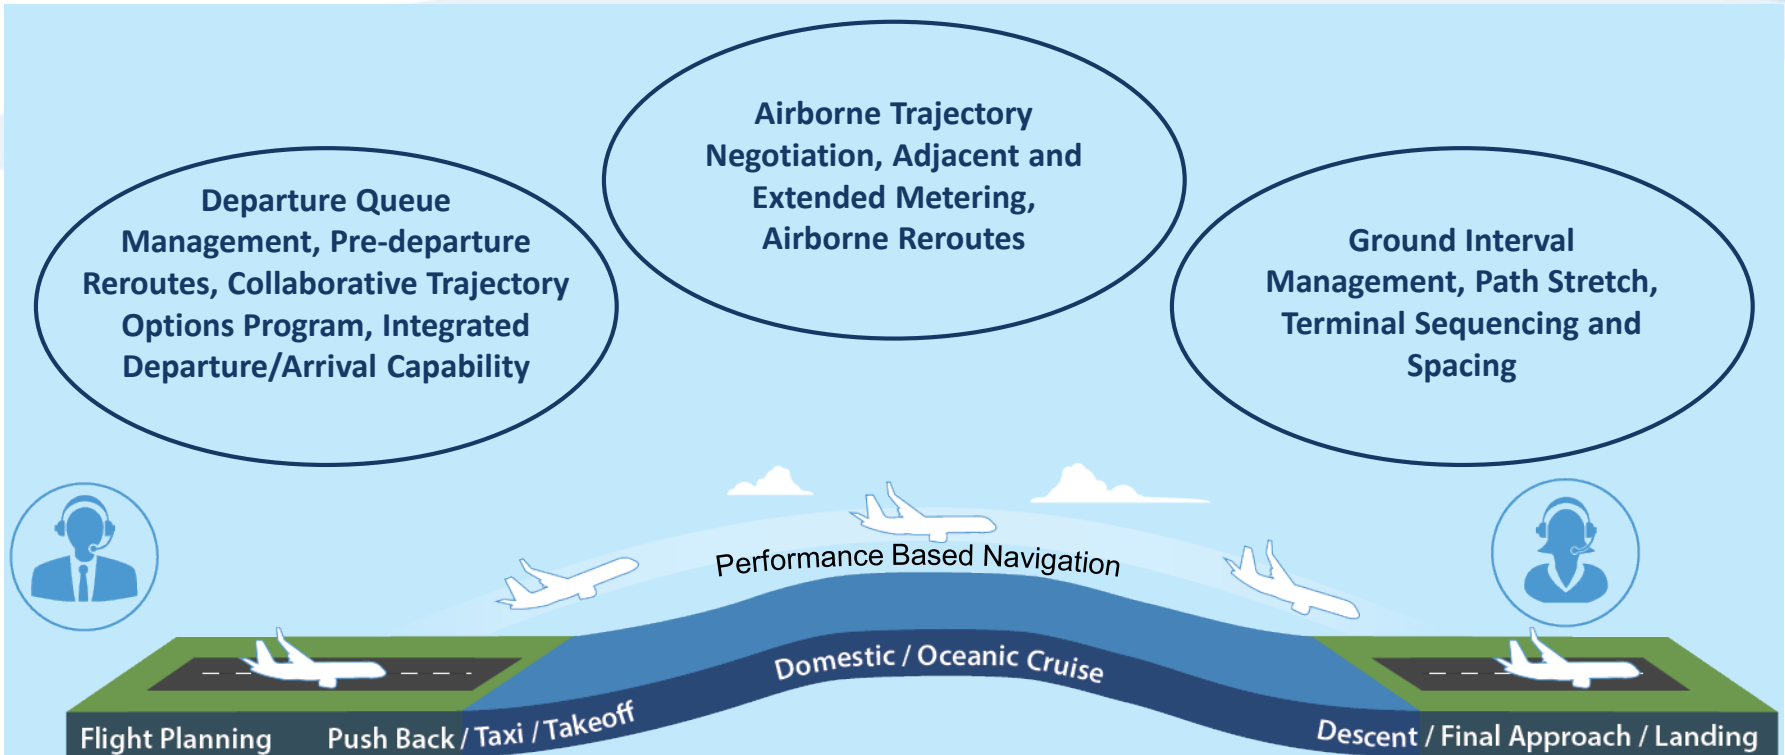 Departure Queue
Management, Pre-departure
Reroutes, Collaborative Trajectory
Options Program, Integrated
Departure/Arrival Capability
Airborne Trajectory
Negotiation, Adjacent and
Extended Metering,
Airborne Reroutes
Ground Interval
Management, Path Stretch,
Terminal Sequencing and
Spacing
Performance Based Navigation
Domestic / Oceanic Cruise
Flight Planning
Push Back / Taxi / Takeoff
Descent / Final Approach / Landing